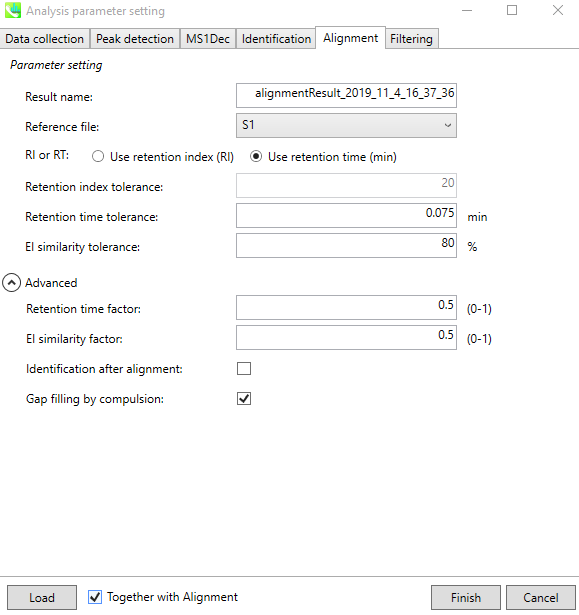 Analysis parameter setting
Data collection Peak detection MS1Dec Identification Alignment Filtering
Parameter setting
Result name: alignmentResult_2019_11_4_16_37_36
Reference file: S1
RI or RT: Use retention index (RI) Use retention time (min)
Retention index tolerance: 20
Retention time tolerance: 0.075 min
EI similarity tolerance: 80 %
Advanced
Retention time factor: 0.5 (0-1)
EI similarity factor: 0.5 (0-1)
Identification after alignment:
Gap filling by compulsion:
Load Together with Alignment Finish Cancel